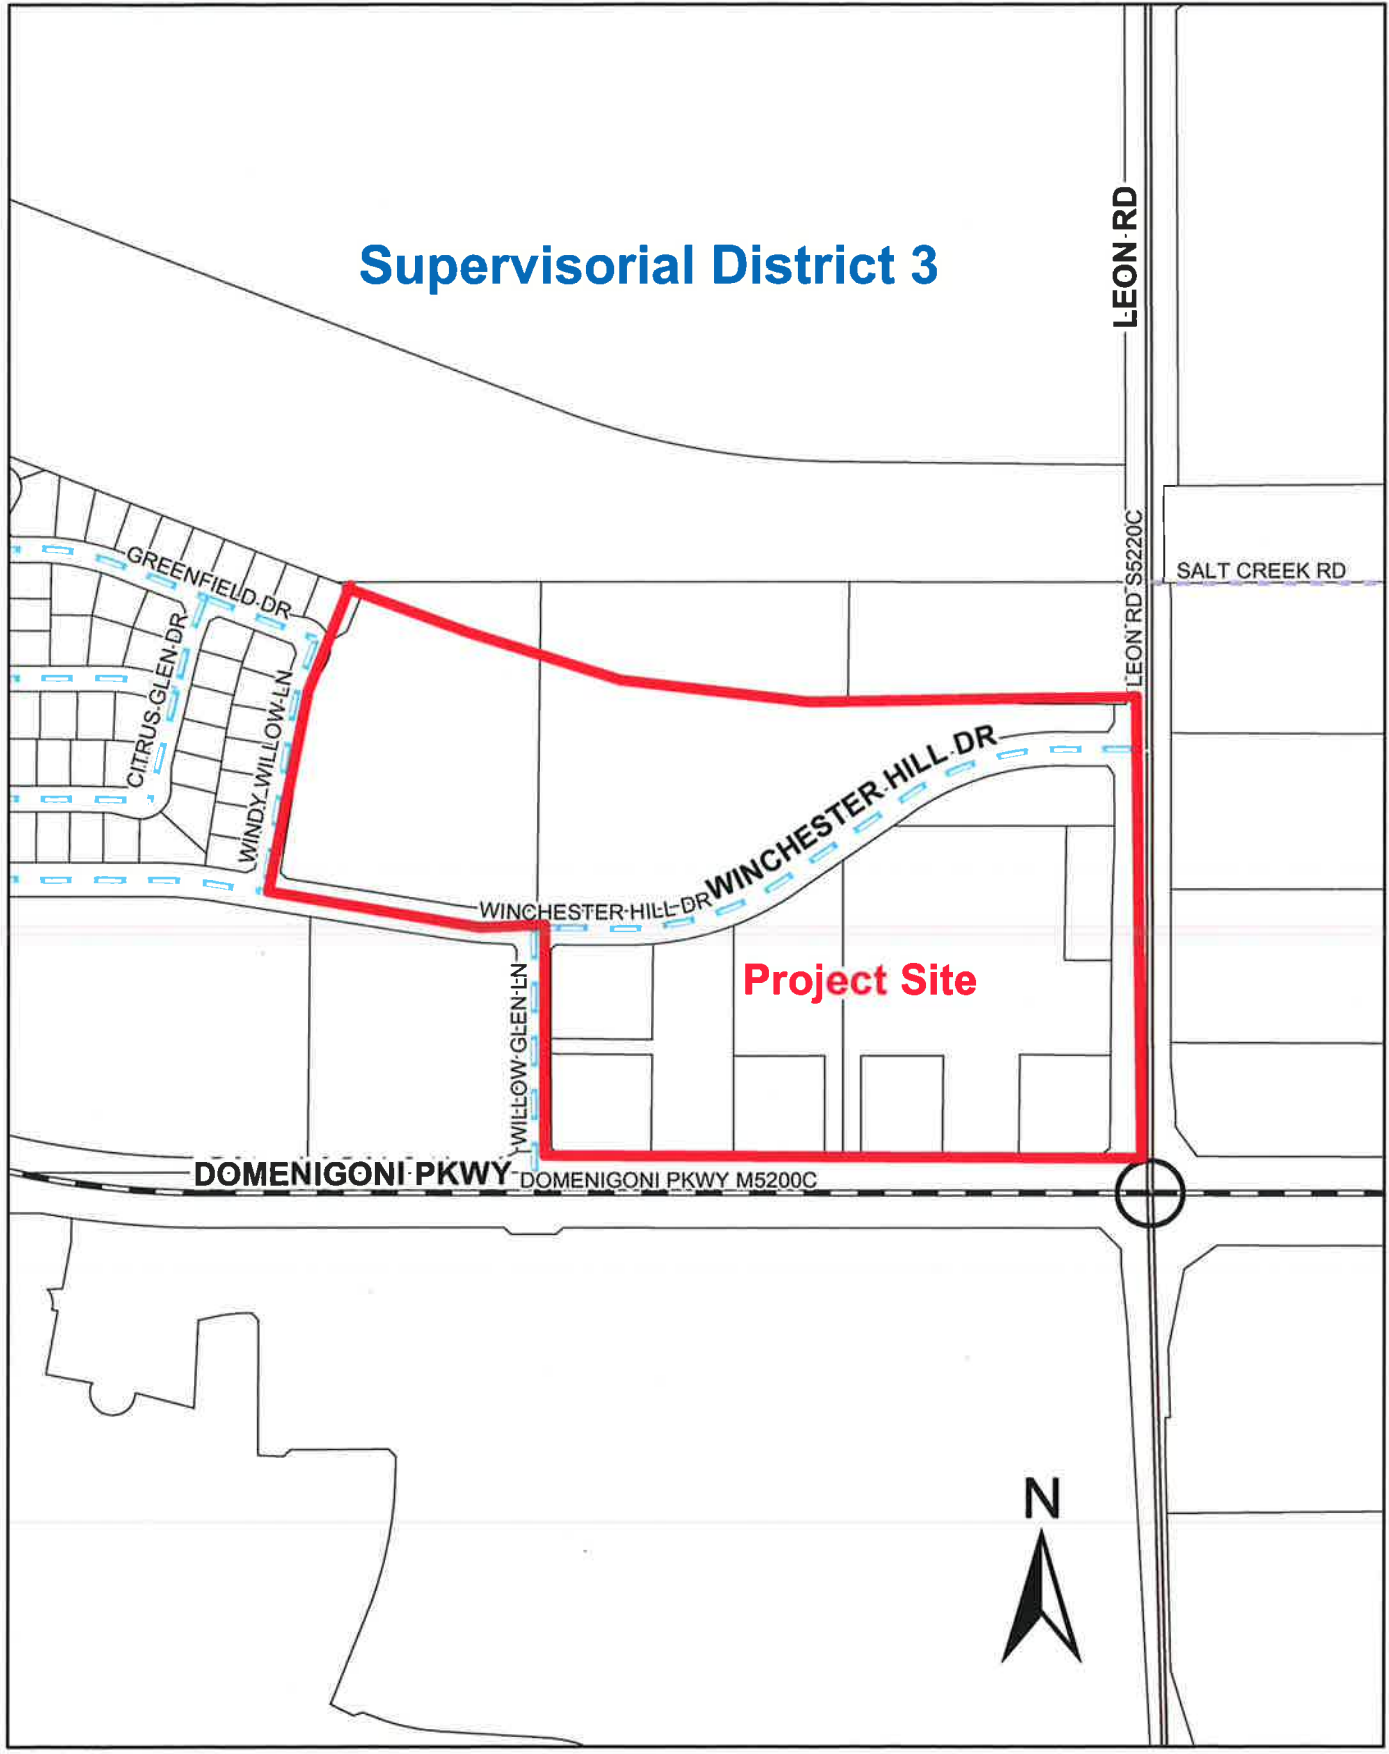 LEON RD
Supervisorial District 3
LEON RD S5220C
SALT CREEK RD
GREENFIELD DR
CITRUS GLEN DR
WINDY WILLOW LN
WINCHESTER HILL DR
WINCHESTER HILL DR
Project Site
WILLOW GLEN LN
DOMENIGONI PKWY
DOMENIGONI PKWY M5200C
N